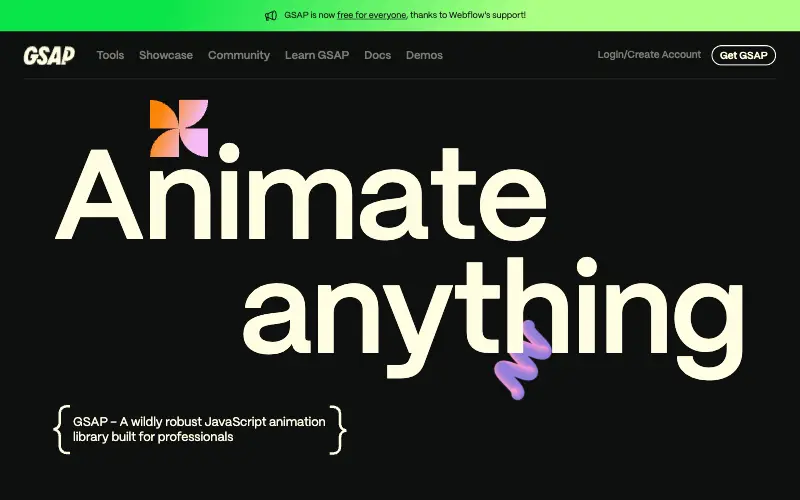 GSAP is now free for everyone, thanks to Webflow's support!
GSAP Tools Showcase Community Learn GSAP Docs Demos Login/Create Account Get GSAP
Animate
anything
GSAP – A wildly robust JavaScript animation
library built for professionals